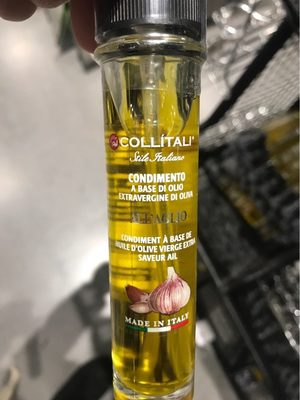 COLLÍTALI®
Stile Italiano
CONDIMENTO
A BASE DI OLIO
EXTRAVERGINE DI OLIVA
ALL'AGLIO
CONDIMENT À BASE DE
HUILE D'OLIVE VIERGE EXTRA
SAVEUR AIL
MADE IN ITALY